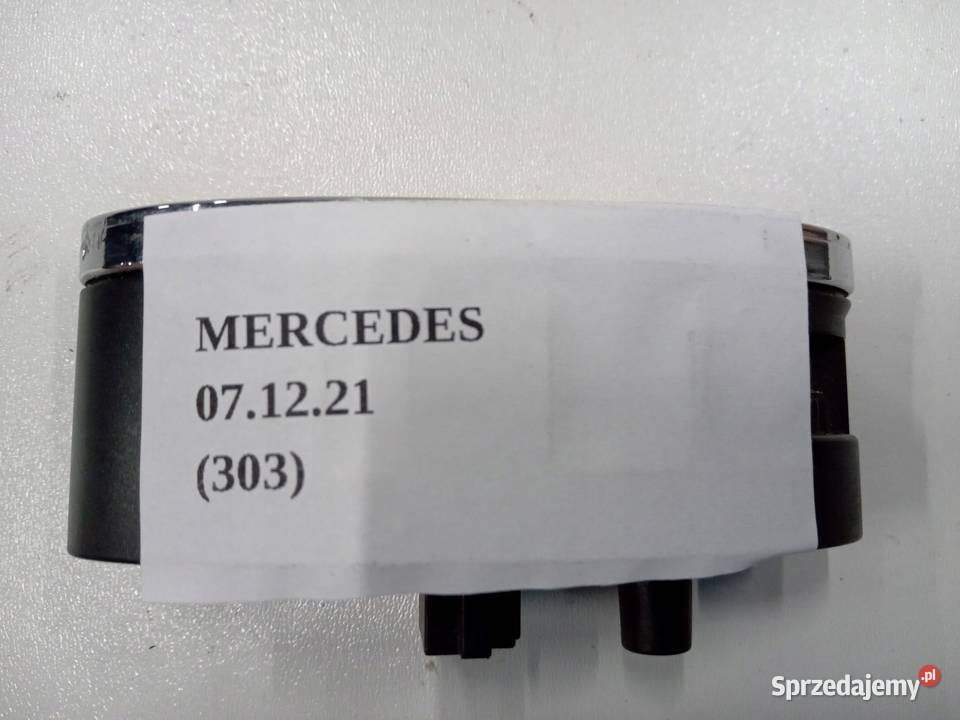 MERCEDES
07.12.21
(303)
Sprzedajemy.pl